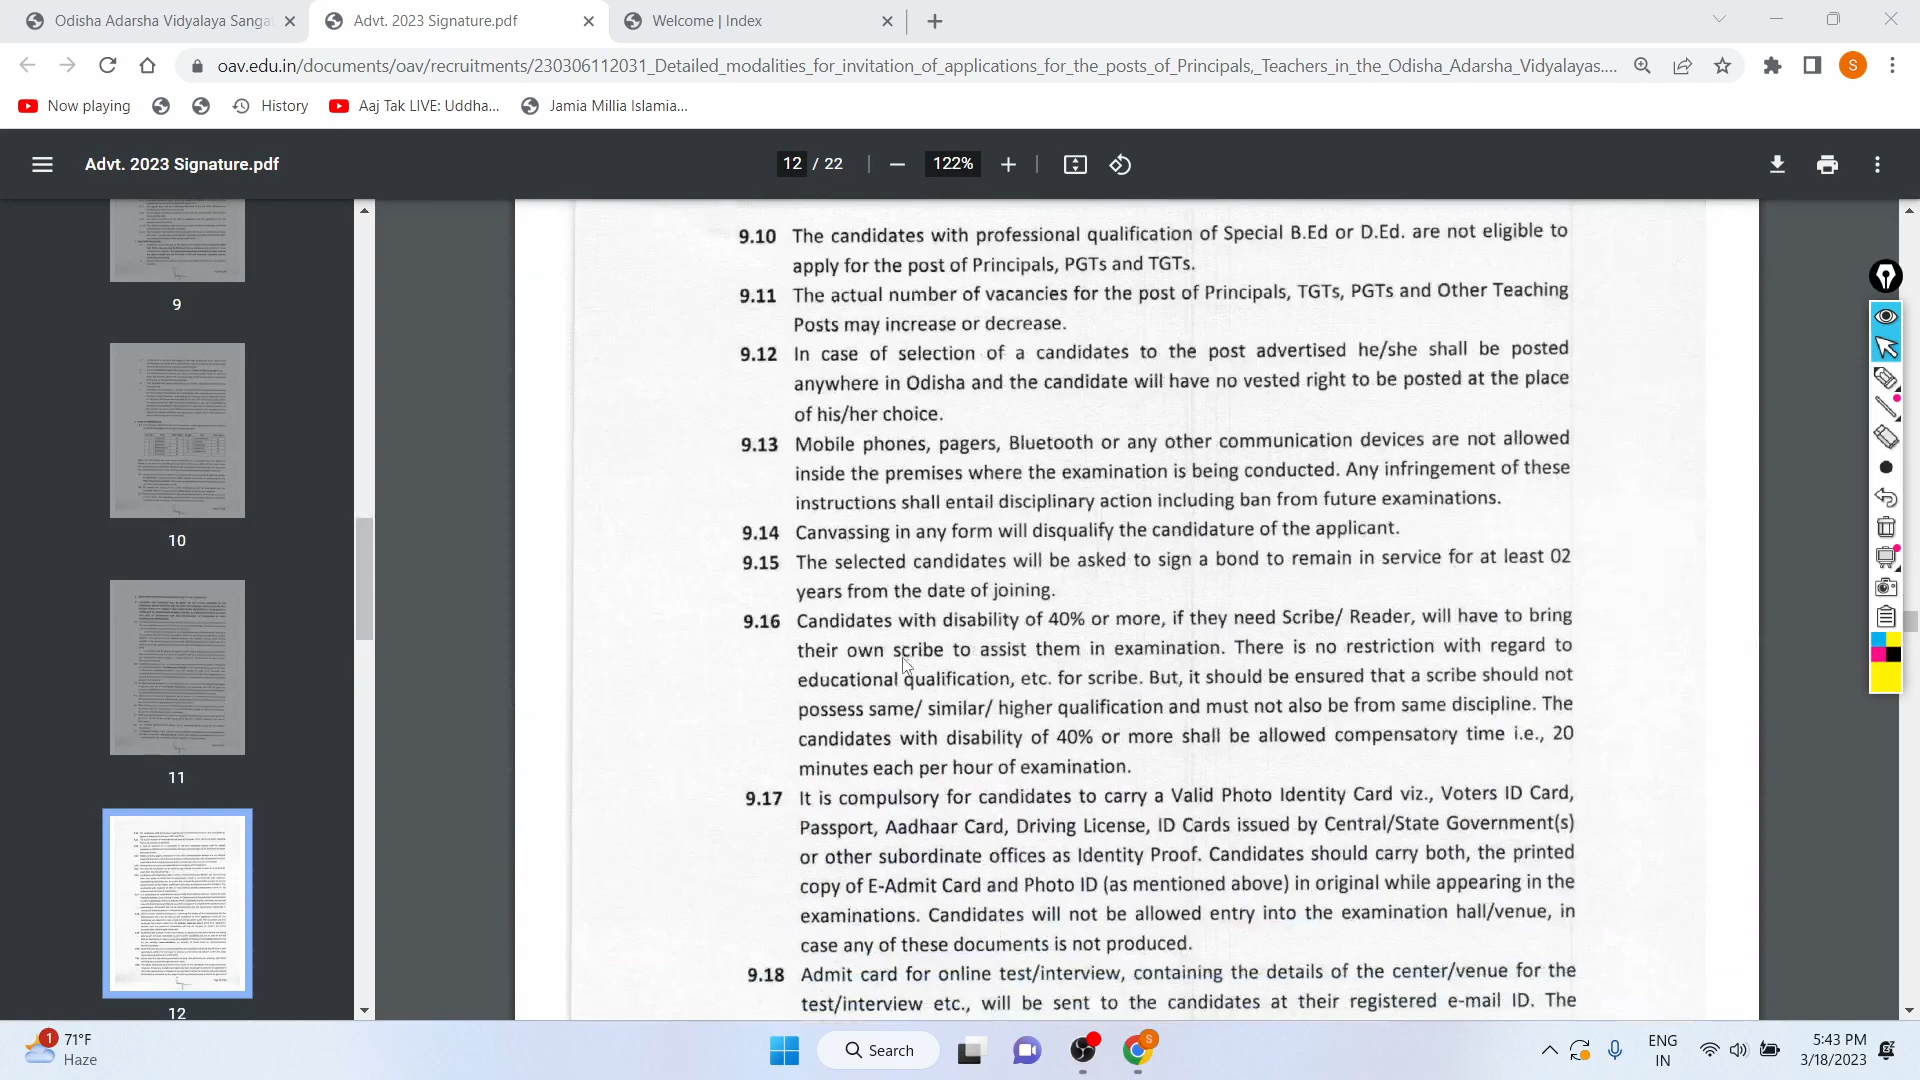 Odisha Adarsha Vidyalaya Sanga
Advt. 2023 Signature.pdf
Welcome | Index
oav.edu.in/documents/oav/recruitments/230306112031_Detailed_modalities_for_invitation_of_applications_for_the_posts_of_Principals,_Teachers_in_the_Odisha_Adarsha_Vidyalayas....
S
Now playing
History
Aaj Tak LIVE: Uddha...
Jamia Millia Islamia...
Advt. 2023 Signature.pdf
12 / 22
122%
9
10
11
12
9.10 The candidates with professional qualification of Special B.Ed or D.Ed. are not eligible to
apply for the post of Principals, PGTs and TGTs.
9.11 The actual number of vacancies for the post of Principals, TGTs, PGTs and Other Teaching
Posts may increase or decrease.
9.12 In case of selection of a candidates to the post advertised he/she shall be posted
anywhere in Odisha and the candidate will have no vested right to be posted at the place
of his/her choice.
9.13 Mobile phones, pagers, Bluetooth or any other communication devices are not allowed
inside the premises where the examination is being conducted. Any infringement of these
instructions shall entail disciplinary action including ban from future examinations.
9.14 Canvassing in any form will disqualify the candidature of the applicant.
9.15 The selected candidates will be asked to sign a bond to remain in service for at least 02
years from the date of joining.
9.16 Candidates with disability of 40% or more, if they need Scribe/ Reader, will have to bring
their own scribe to assist them in examination. There is no restriction with regard to
educational qualification, etc. for scribe. But, it should be ensured that a scribe should not
possess same/ similar/ higher qualification and must not also be from same discipline. The
candidates with disability of 40% or more shall be allowed compensatory time i.e., 20
minutes each per hour of examination.
9.17 It is compulsory for candidates to carry a Valid Photo Identity Card viz., Voters ID Card,
Passport, Aadhaar Card, Driving License, ID Cards issued by Central/State Government(s)
or other subordinate offices as Identity Proof. Candidates should carry both, the printed
copy of E-Admit Card and Photo ID (as mentioned above) in original while appearing in the
examinations. Candidates will not be allowed entry into the examination hall/venue, in
case any of these documents is not produced.
9.18 Admit card for online test/interview, containing the details of the center/venue for the
test/interview etc., will be sent to the candidates at their registered e-mail ID. The
1
71°F
Haze
Search
S
ENG
IN
5:43 PM
3/18/2023